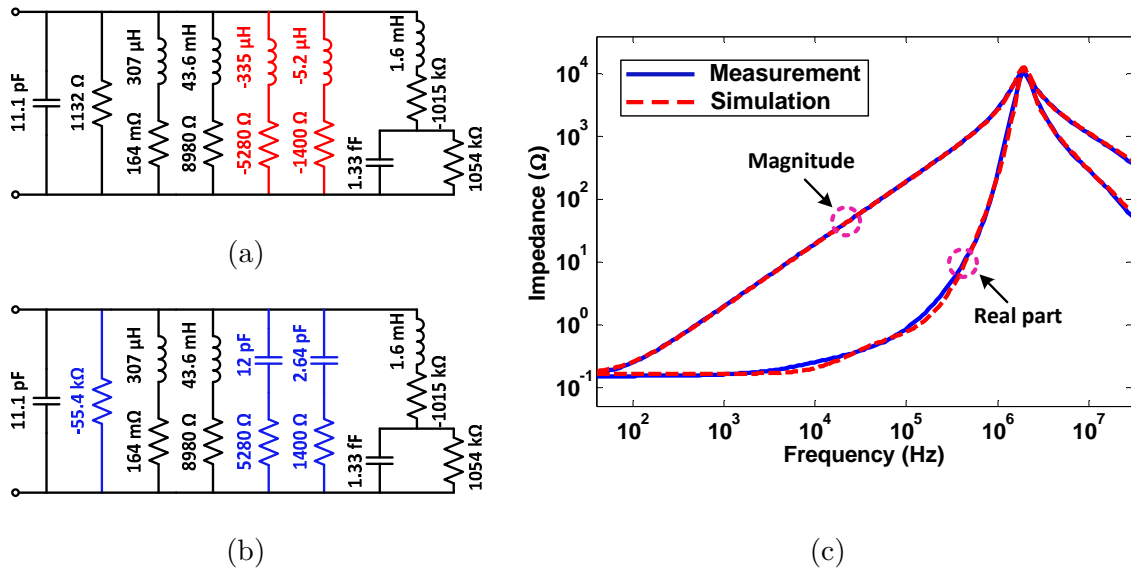 11.1 pF
1132 Ω
307 μH
164 mΩ
43.6 mH
8980 Ω
-335 μH
-5280 Ω
-5.2 μH
-1400 Ω
1.6 mH
-1015 kΩ
1.33 fF
1054 kΩ
(a)
11.1 pF
-55.4 kΩ
307 μH
164 mΩ
43.6 mH
8980 Ω
12 pF
5280 Ω
2.64 pF
1400 Ω
1.6 mH
-1015 kΩ
1.33 fF
1054 kΩ
(b)
Measurement
Simulation
Magnitude
Real part
Impedance (Ω)
10^4
10^3
10^2
10^1
10^0
10^-1
10^2
10^3
10^4
10^5
10^6
10^7
Frequency (Hz)
(c)